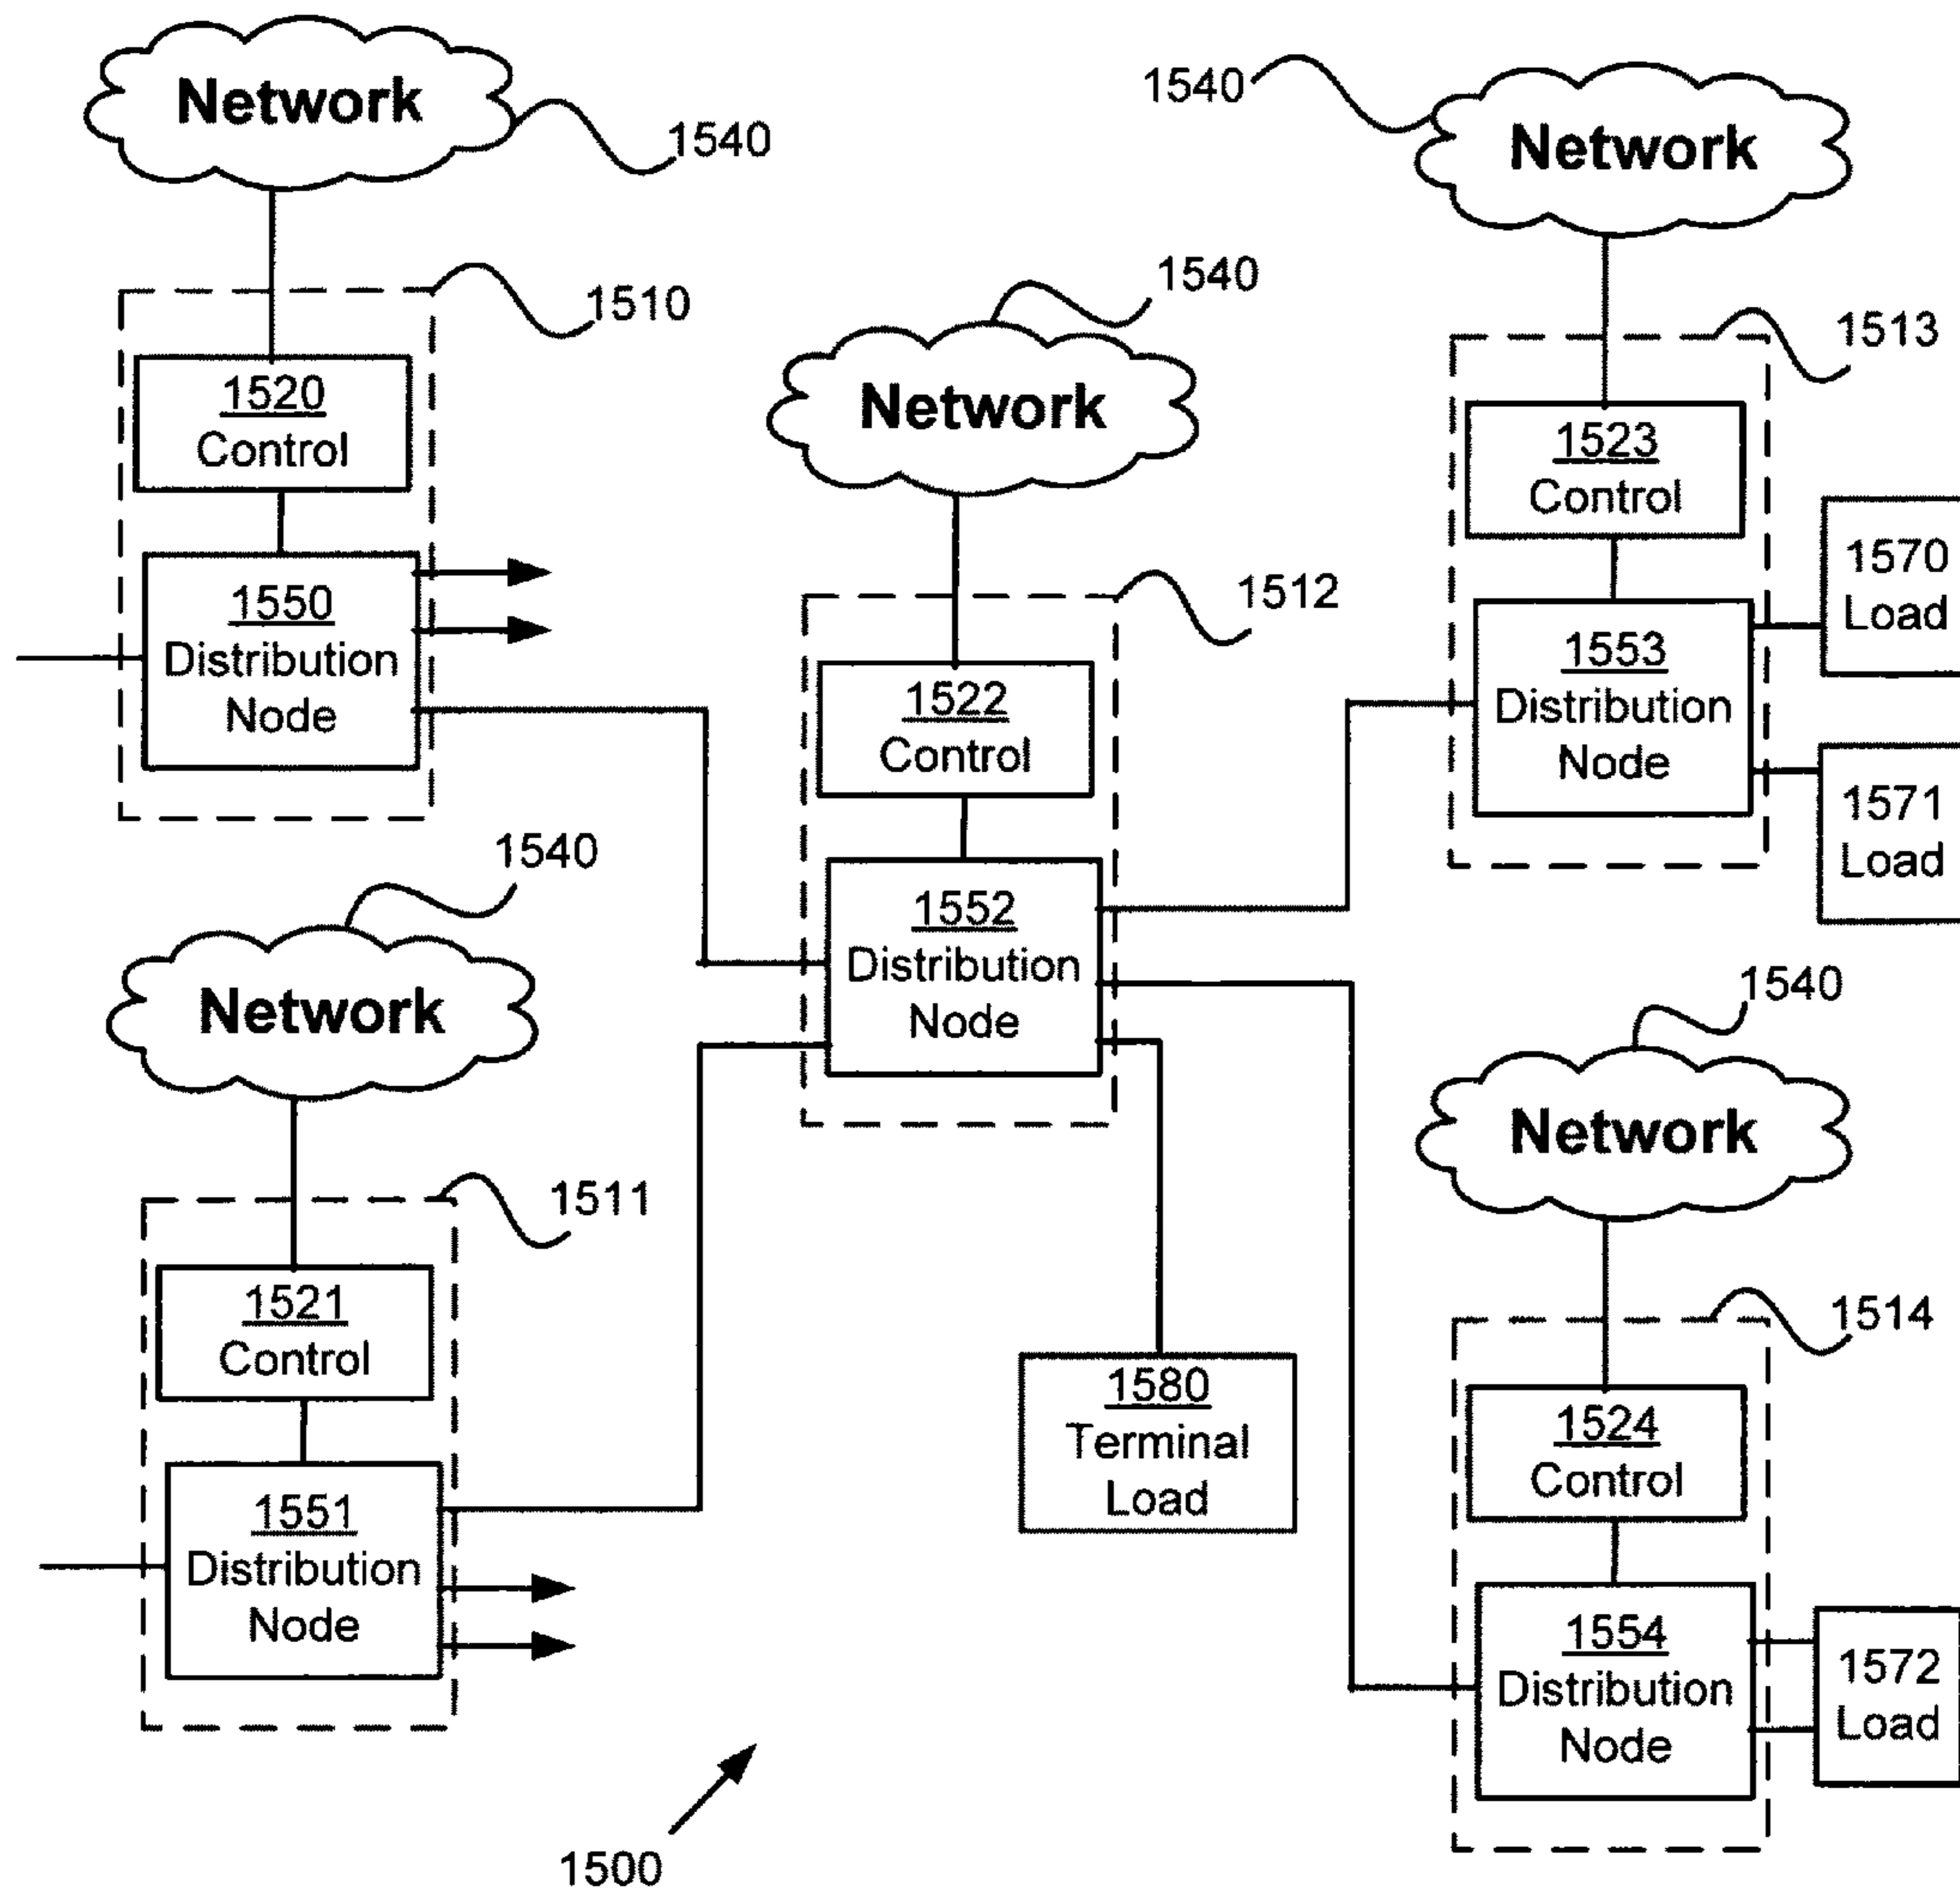 Network
1540
1540
Network
1510
1540
1513
1520
Control
Network
1523
Control
1550
Distribution
Node
1512
1570
Load
1522
Control
1553
Distribution
Node
1571
Load
1540
1552
Distribution
Node
Network
1540
Network
1511
1521
Control
1514
1580
Terminal
Load
1524
Control
1551
Distribution
Node
1554
Distribution
Node
1572
Load
1500